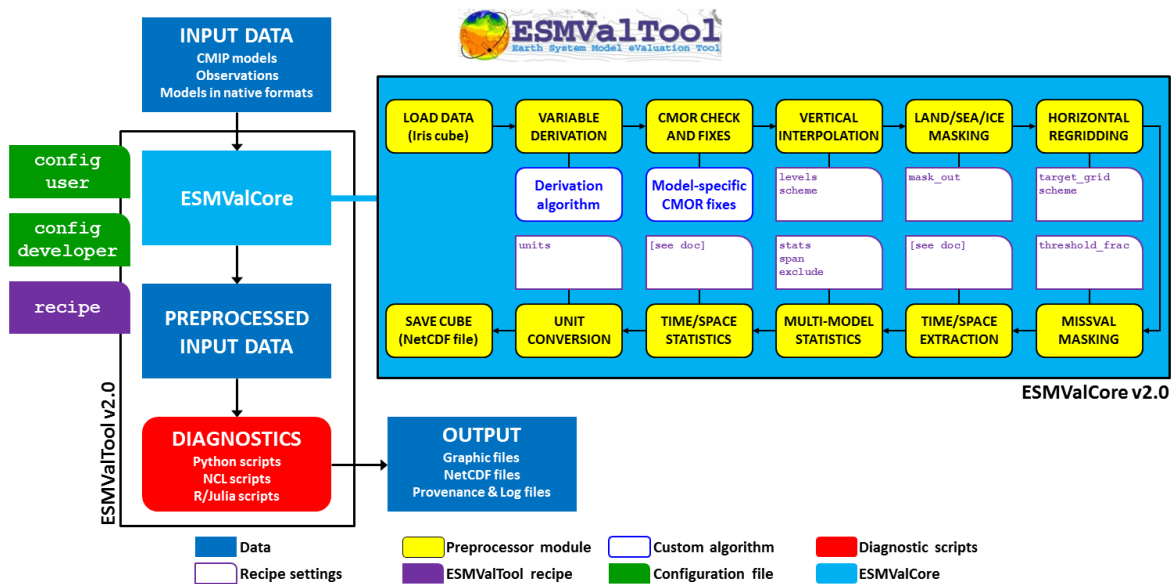 INPUT DATA
CMIP models
Observations
Models in native formats
ESMValTool
Earth System Model eValuation Tool
config
user
config
developer
recipe
ESMValCore
PREPROCESSED
INPUT DATA
DIAGNOSTICS
Python scripts
NCL scripts
R/Julia scripts
ESMValTool v2.0
OUTPUT
Graphic files
NetCDF files
Provenance & Log files
LOAD DATA
(Iris cube)
VARIABLE
DERIVATION
CMOR CHECK
AND FIXES
VERTICAL
INTERPOLATION
LAND/SEA/ICE
MASKING
HORIZONTAL
REGRIDDING
Derivation
algorithm
Model-specific
CMOR fixes
levels
scheme
mask_out
target_grid
scheme
units
[see doc]
stats
span
exclude
[see doc]
threshold_frac
SAVE CUBE
(NetCDF file)
UNIT
CONVERSION
TIME/SPACE
STATISTICS
MULTI-MODEL
STATISTICS
TIME/SPACE
EXTRACTION
MISSVAL
MASKING
ESMValCore v2.0
Data
Preprocessor module
Custom algorithm
Diagnostic scripts
Recipe settings
ESMValTool recipe
Configuration file
ESMValCore